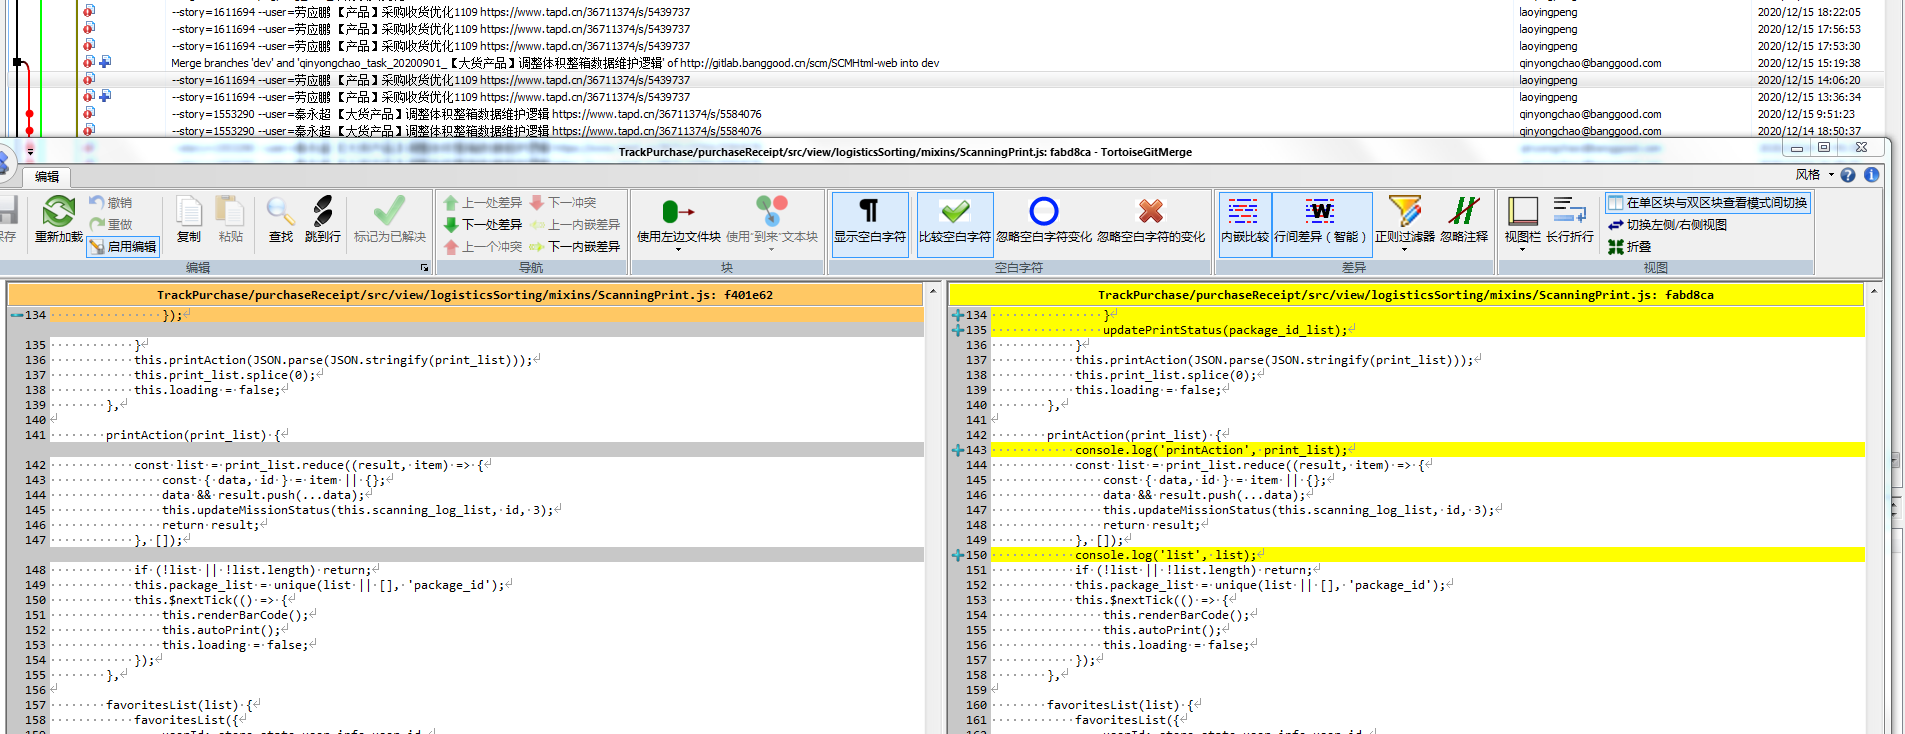 --story=1611694 --user=劳应鹏 【产品】采购收货优化1109 https://www.tapd.cn/36711374/s/5439737 laoyingpeng 2020/12/15 18:22:05
--story=1611694 --user=劳应鹏 【产品】采购收货优化1109 https://www.tapd.cn/36711374/s/5439737 laoyingpeng 2020/12/15 17:56:53
--story=1611694 --user=劳应鹏 【产品】采购收货优化1109 https://www.tapd.cn/36711374/s/5439737 laoyingpeng 2020/12/15 17:53:30
Merge branches 'dev' and 'qinyongchao_task_20200901_【大货产品】调整体积整箱数据维护逻辑' of http://gitlab.banggood.cn/scm/SCMHtml-web into dev qinyongchao@banggood.com 2020/12/15 15:19:38
--story=1611694 --user=劳应鹏 【产品】采购收货优化1109 https://www.tapd.cn/36711374/s/5439737 laoyingpeng 2020/12/15 14:06:20
--story=1611694 --user=劳应鹏 【产品】采购收货优化1109 https://www.tapd.cn/36711374/s/5439737 laoyingpeng 2020/12/15 13:36:34
--story=1553290 --user=秦永超 【大货产品】调整体积整箱数据维护逻辑 https://www.tapd.cn/36711374/s/5584076 qinyongchao@banggood.com 2020/12/15 9:51:23
--story=1553290 --user=秦永超 【大货产品】调整体积整箱数据维护逻辑 https://www.tapd.cn/36711374/s/5584076 qinyongchao@banggood.com 2020/12/14 18:50:37
TrackPurchase/purchaseReceipt/src/view/logisticsSorting/mixins/ScanningPrint.js: fabd8ca - TortoiseGitMerge
编辑 风格
保存 重新加载 撤销 重做 启用编辑 复制 粘贴 查找 跳到行 标记为已解决
上一处差异 下一处差异 上一个冲突 下一冲突 上一内嵌差异 下一内嵌差异
使用左边文件块 使用"到来"文本块
显示空白字符 比较空白字符 忽略空白字符变化 忽略空白字符的变化
内嵌比较 行间差异（智能） 正则过滤器 忽略注释
视图栏 长行折行 在单区块与双区块查看模式间切换 切换左侧/右侧视图 折叠
编辑 导航 块 空白字符 差异 视图
TrackPurchase/purchaseReceipt/src/view/logisticsSorting/mixins/ScanningPrint.js: f401e62
134 });
135 }
136 this.printAction(JSON.parse(JSON.stringify(print_list)));
137 this.print_list.splice(0);
138 this.loading = false;
139 },
140
141 printAction(print_list) {
142 const list = print_list.reduce((result, item) => {
143 const { data, id } = item || {};
144 data && result.push(...data);
145 this.updateMissionStatus(this.scanning_log_list, id, 3);
146 return result;
147 }, []);
148 if (!list || !list.length) return;
149 this.package_list = unique(list || [], 'package_id');
150 this.$nextTick(() => {
151 this.renderBarCode();
152 this.autoPrint();
153 this.loading = false;
154 });
155 },
156
157 favoritesList(list) {
158 favoritesList({
TrackPurchase/purchaseReceipt/src/view/logisticsSorting/mixins/ScanningPrint.js: fabd8ca
134 }
135 updatePrintStatus(package_id_list);
136 }
137 this.printAction(JSON.parse(JSON.stringify(print_list)));
138 this.print_list.splice(0);
139 this.loading = false;
140 },
141
142 printAction(print_list) {
143 console.log('printAction', print_list);
144 const list = print_list.reduce((result, item) => {
145 const { data, id } = item || {};
146 data && result.push(...data);
147 this.updateMissionStatus(this.scanning_log_list, id, 3);
148 return result;
149 }, []);
150 console.log('list', list);
151 if (!list || !list.length) return;
152 this.package_list = unique(list || [], 'package_id');
153 this.$nextTick(() => {
154 this.renderBarCode();
155 this.autoPrint();
156 this.loading = false;
157 });
158 },
159
160 favoritesList(list) {
161 favoritesList({